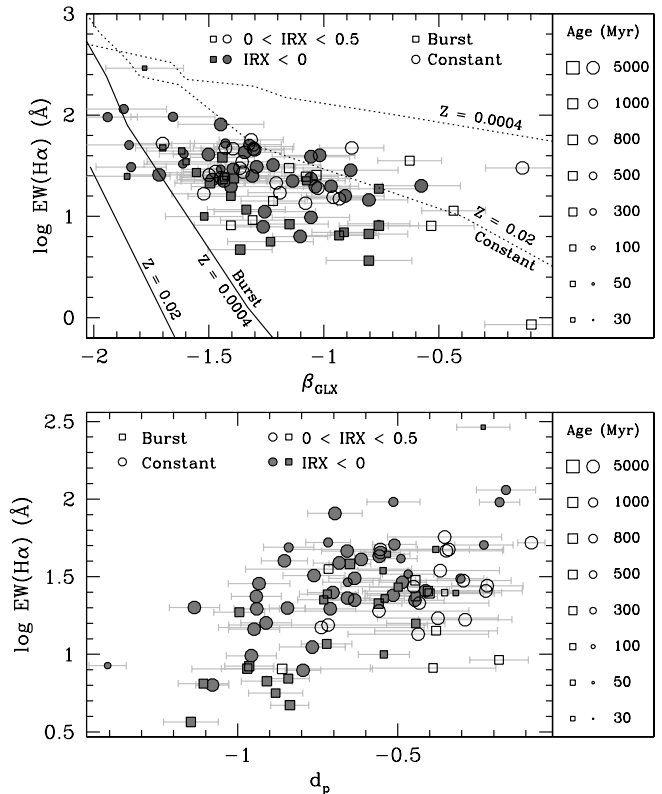 0 < IRX < 0.5
Burst
IRX < 0
Constant
Age (Myr)
3
2
1
0
log EW(Hα) (Å)
Z = 0.0004
Z = 0.02
Constant
Burst
Z = 0.0004
Z = 0.02
5000
1000
800
500
300
100
50
30
−2
−1.5
−1
−0.5
0
β_GLX
Burst
0 < IRX < 0.5
Constant
IRX < 0
Age (Myr)
2.5
2
1.5
1
0.5
log EW(Hα) (Å)
5000
1000
800
500
300
100
50
30
−1
−0.5
d_p